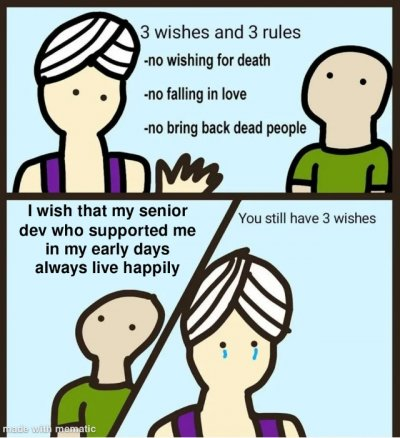 3 wishes and 3 rules
-no wishing for death
-no falling in love
-no bring back dead people
I wish that my senior
dev who supported me
in my early days
always live happily
You still have 3 wishes
made with mematic